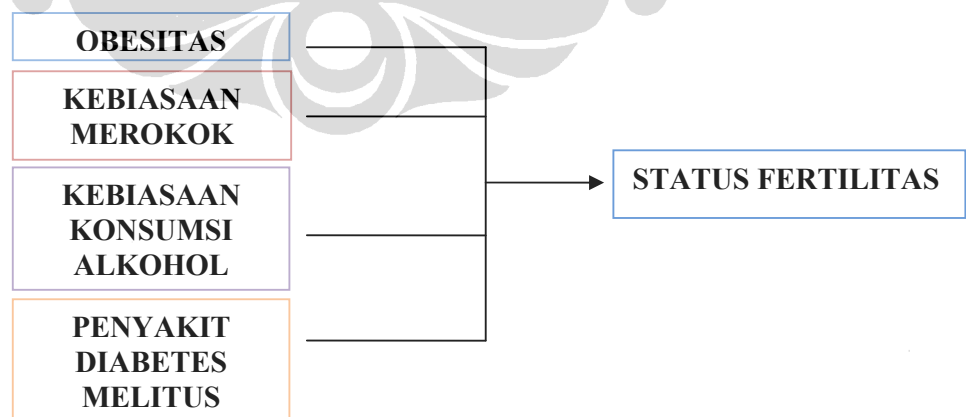 OBESITAS
KEBIASAAN
MEROKOK
KEBIASAAN
KONSUMSI
ALKOHOL
PENYAKIT
DIABETES
MELITUS
STATUS FERTILITAS